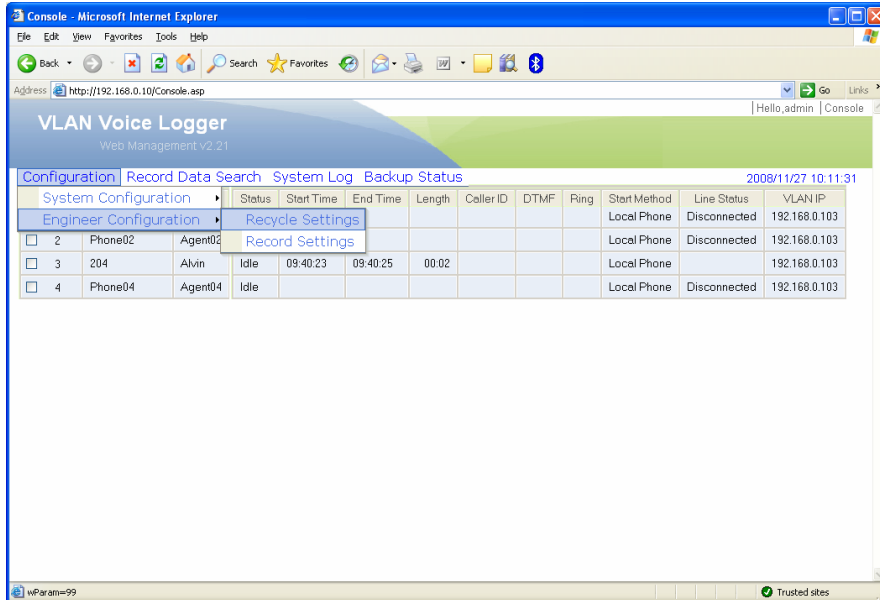 Console - Microsoft Internet Explorer
File Edit View Favorites Tools Help
Back Search Favorites
Address http://192.168.0.10/Console.asp Go Links
Hello,admin | Console
VLAN Voice Logger
Web Management v2.21
Configuration Record Data Search System Log Backup Status 2008/11/27 10:11:31
System Configuration Status Start Time End Time Length Caller ID DTMF Ring Start Method Line Status VLAN IP
Engineer Configuration Recycle Settings Local Phone Disconnected 192.168.0.103
2 Phone02 Agent02 Record Settings Local Phone Disconnected 192.168.0.103
3 204 Alvin Idle 09:40:23 09:40:25 00:02 Local Phone 192.168.0.103
4 Phone04 Agent04 Idle Local Phone Disconnected 192.168.0.103
wParam=99 Trusted sites